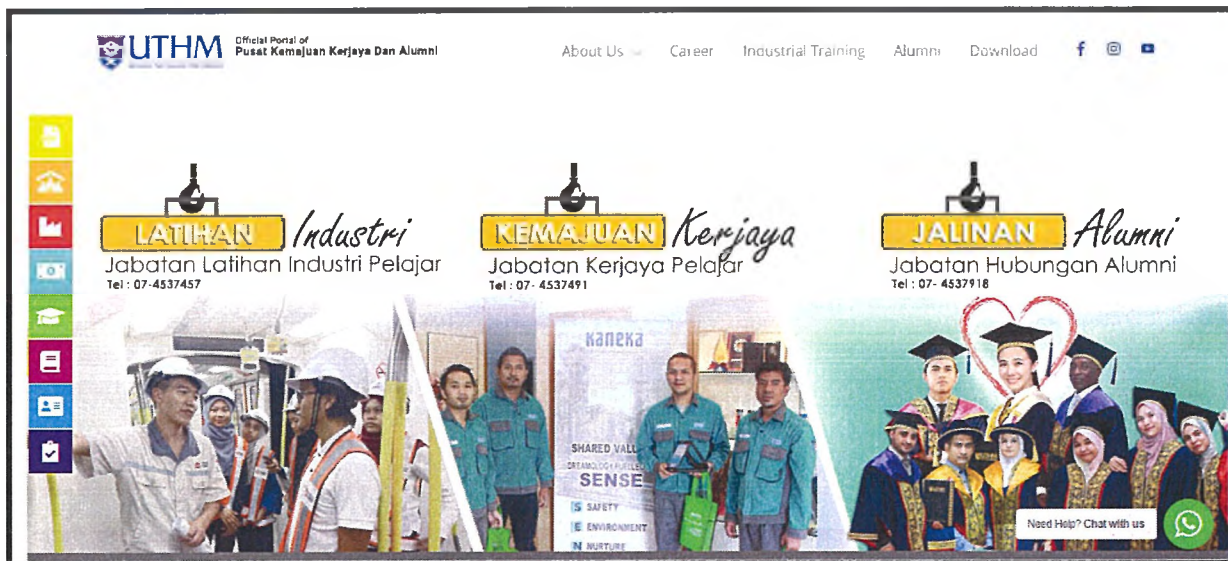 UTHM
Official Portal of
Pusat Kemajuan Kerjaya Dan Alumni
About Us
Career
Industrial Training
Alumni
Download
LATIHAN Industri
Jabatan Latihan Industri Pelajar
Tel : 07-4537457
KEMAJUAN Kerjaya
Jabatan Kerjaya Pelajar
Tel : 07- 4537491
JALINAN Alumni
Jabatan Hubungan Alumni
Tel : 07- 4537918
kaneka
SHARED VALU
SENSE
S SAFETY
E ENVIRONMENT
N NURTURE
Need Help? Chat with us